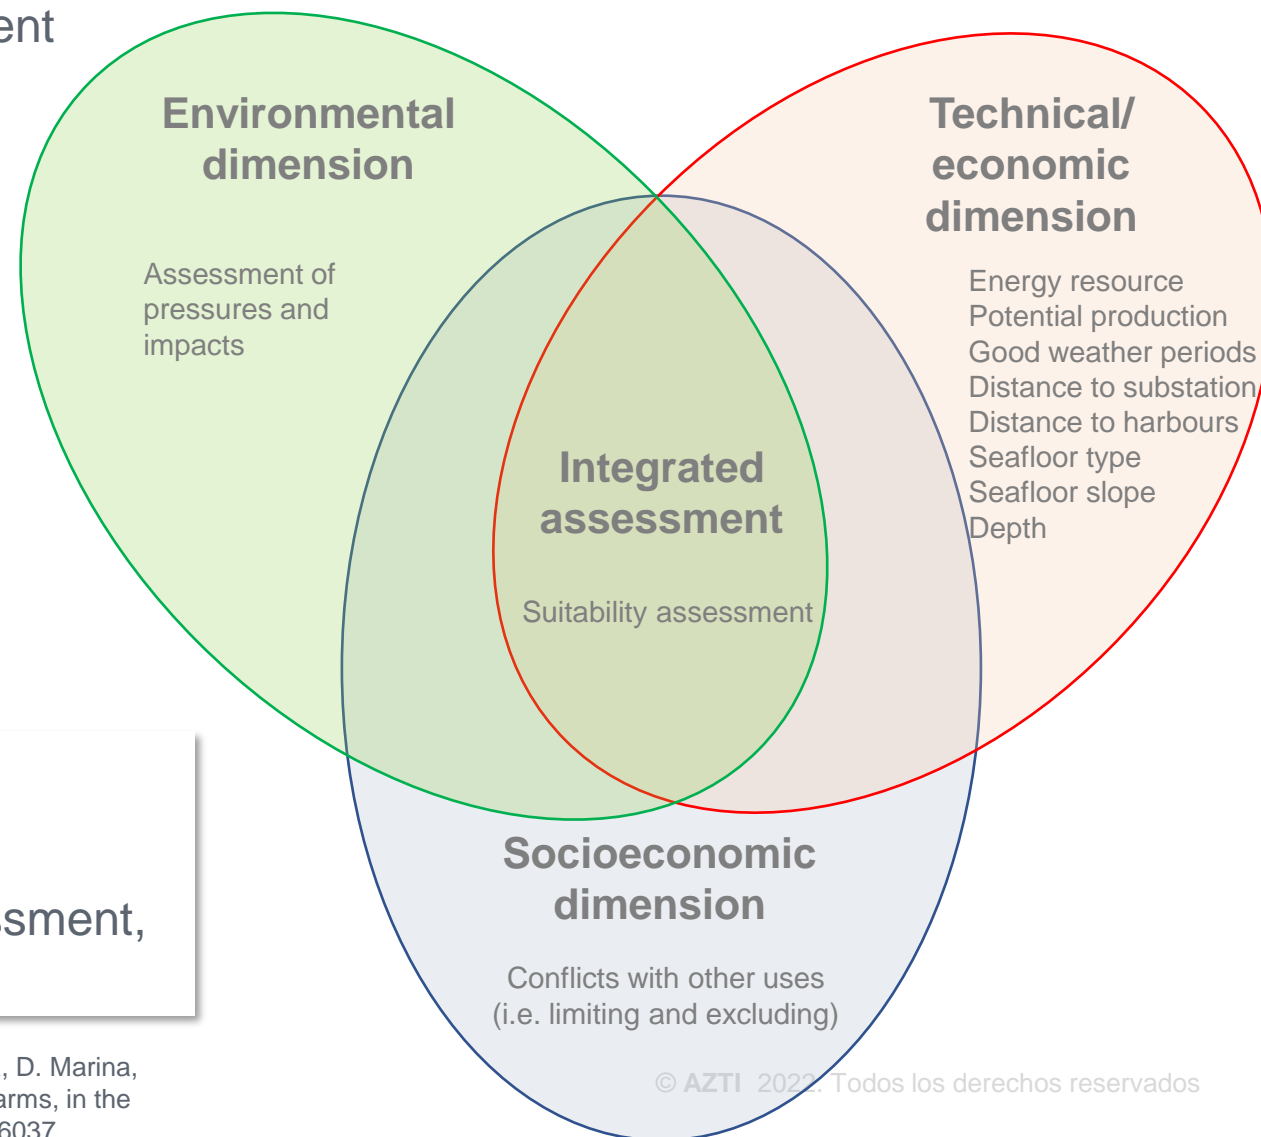 ent
Environmental
dimension
Assessment of
pressures and
impacts
Technical/
economic
dimension
Energy resource
Potential production
Good weather periods
Distance to substation
Distance to harbours
Seafloor type
Seafloor slope
Depth
Integrated
assessment
Suitability assessment
Socioeconomic
dimension
Conflicts with other uses
(i.e. limiting and excluding)
ssment,
, D. Marina,
arms, in the
6037
© AZTI 2022. Todos los derechos reservados